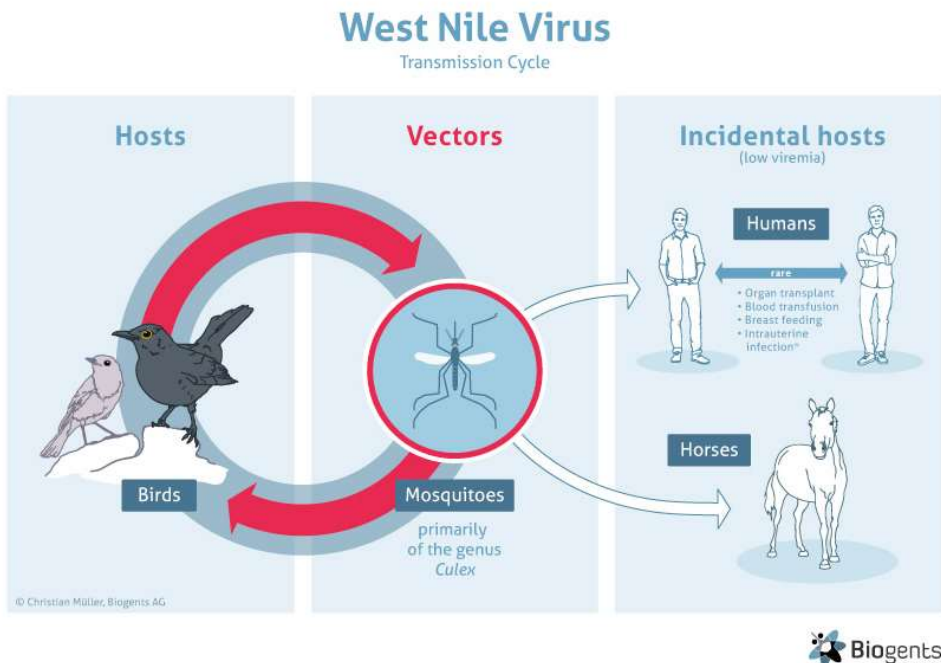 West Nile Virus
Transmission Cycle
Hosts
Birds
Vectors
Mosquitoes
primarily
of the genus
Culex
Incidental hosts
(low viremia)
Humans
rare
• Organ transplant
• Blood transfusion
• Breast feeding
• Intrauterine
infection
Horses
© Christian Müller, Biogents AG
Biogents